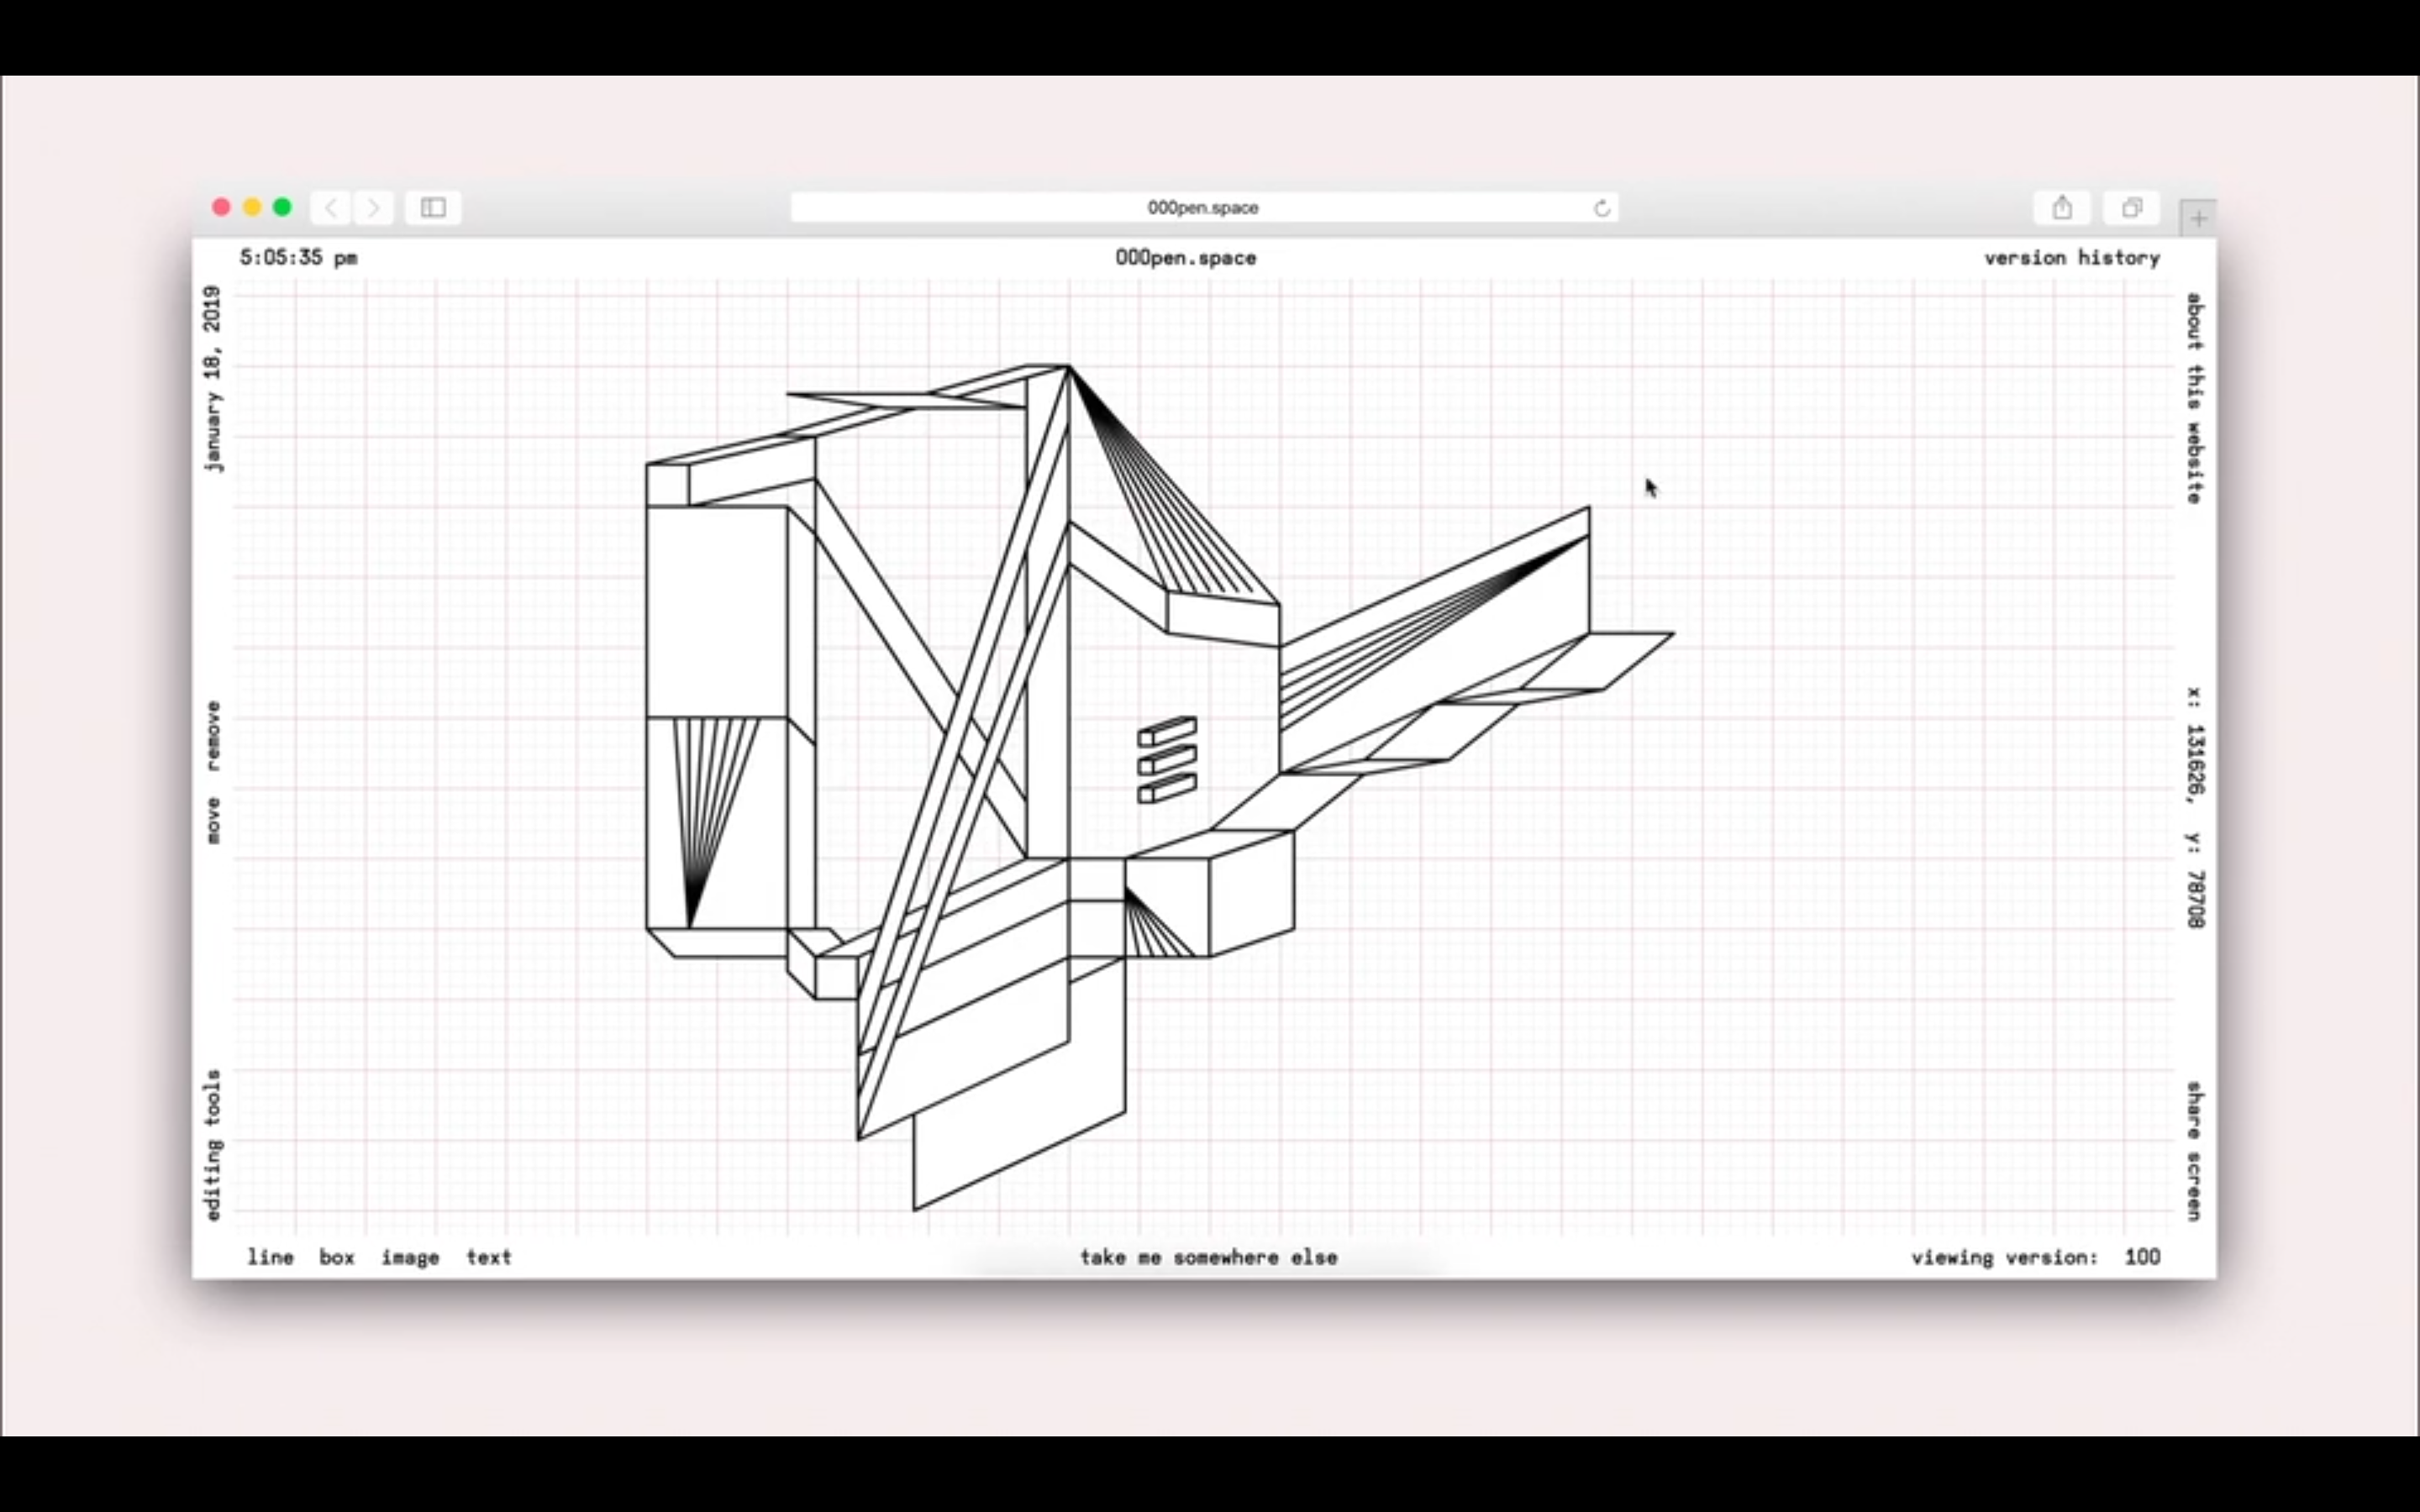 000pen.space
5:05:35 pm
000pen.space
version history
january 18, 2019
about this website
move remove
x: 131626, y: 78708
editing tools
share screen
line box image text
take me somewhere else
viewing version: 100